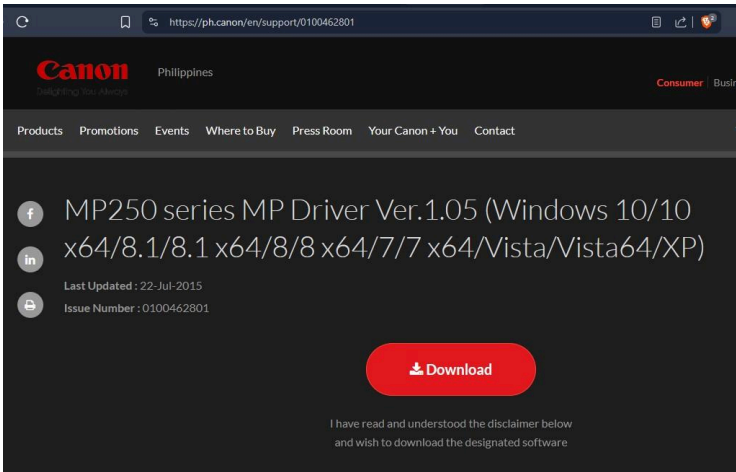 https://ph.canon/en/support/0100462801
2
Canon
Delighting You Always
Philippines
Consumer
Products Promotions Events Where to Buy Press Room Your Canon + You Contact
MP250 series MP Driver Ver.1.05 (Windows 10/10
x64/8.1/8.1 x64/8/8 x64/7/7 x64/Vista/Vista64/XP)
f
in
Last Updated : 22-Jul-2015
Issue Number : 0100462801
Download
I have read and understood the disclaimer below
and wish to download the designated software